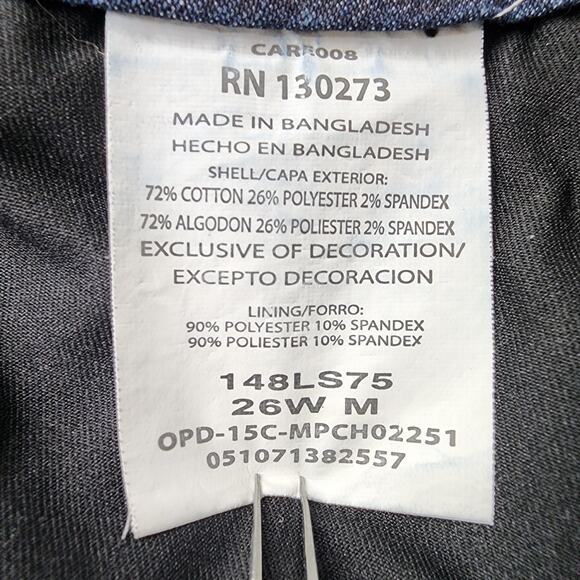 CARE008
RN 130273
MADE IN BANGLADESH
HECHO EN BANGLADESH
SHELL/CAPA EXTERIOR:
72% COTTON 26% POLYESTER 2% SPANDEX
72% ALGODON 26% POLIESTER 2% SPANDEX
EXCLUSIVE OF DECORATION/
EXCEPTO DECORACION
LINING/FORRO:
90% POLYESTER 10% SPANDEX
90% POLIESTER 10% SPANDEX
148LS75
26W M
OPD-15C-MPCH02251
051071382557